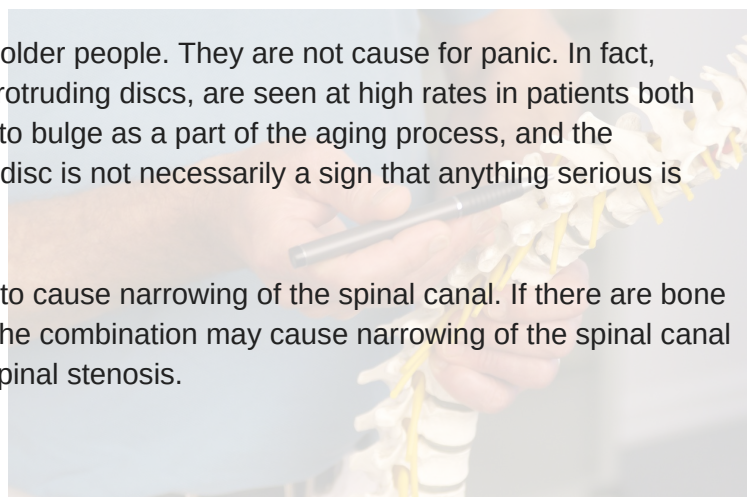 older people. They are not cause for panic. In fact,
rotruding discs, are seen at high rates in patients both
to bulge as a part of the aging process, and the
disc is not necessarily a sign that anything serious is
to cause narrowing of the spinal canal. If there are bone
he combination may cause narrowing of the spinal canal
pinal stenosis.